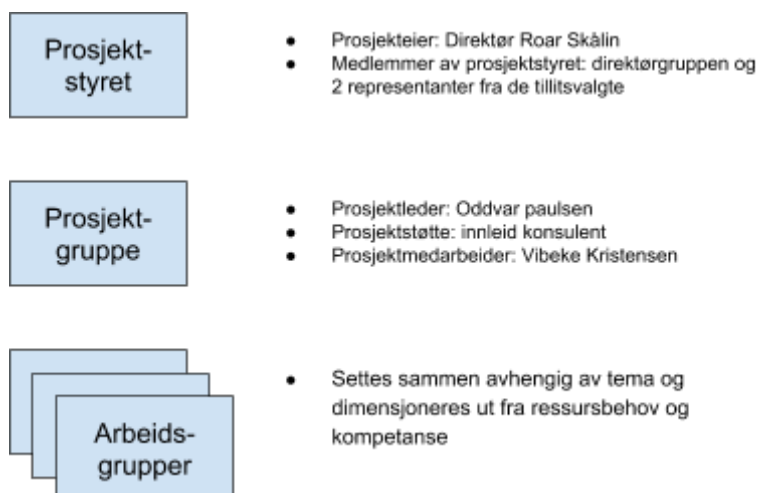 Prosjekt-
styret
● Prosjekteier: Direktør Roar Skålin
● Medlemmer av prosjektstyret: direktørgruppen og
2 representanter fra de tillitsvalgte
Prosjekt-
gruppe
● Prosjektleder: Oddvar paulsen
● Prosjektstøtte: innleid konsulent
● Prosjektmedarbeider: Vibeke Kristensen
Arbeids-
grupper
● Settes sammen avhengig av tema og
dimensjoneres ut fra ressursbehov og
kompetanse